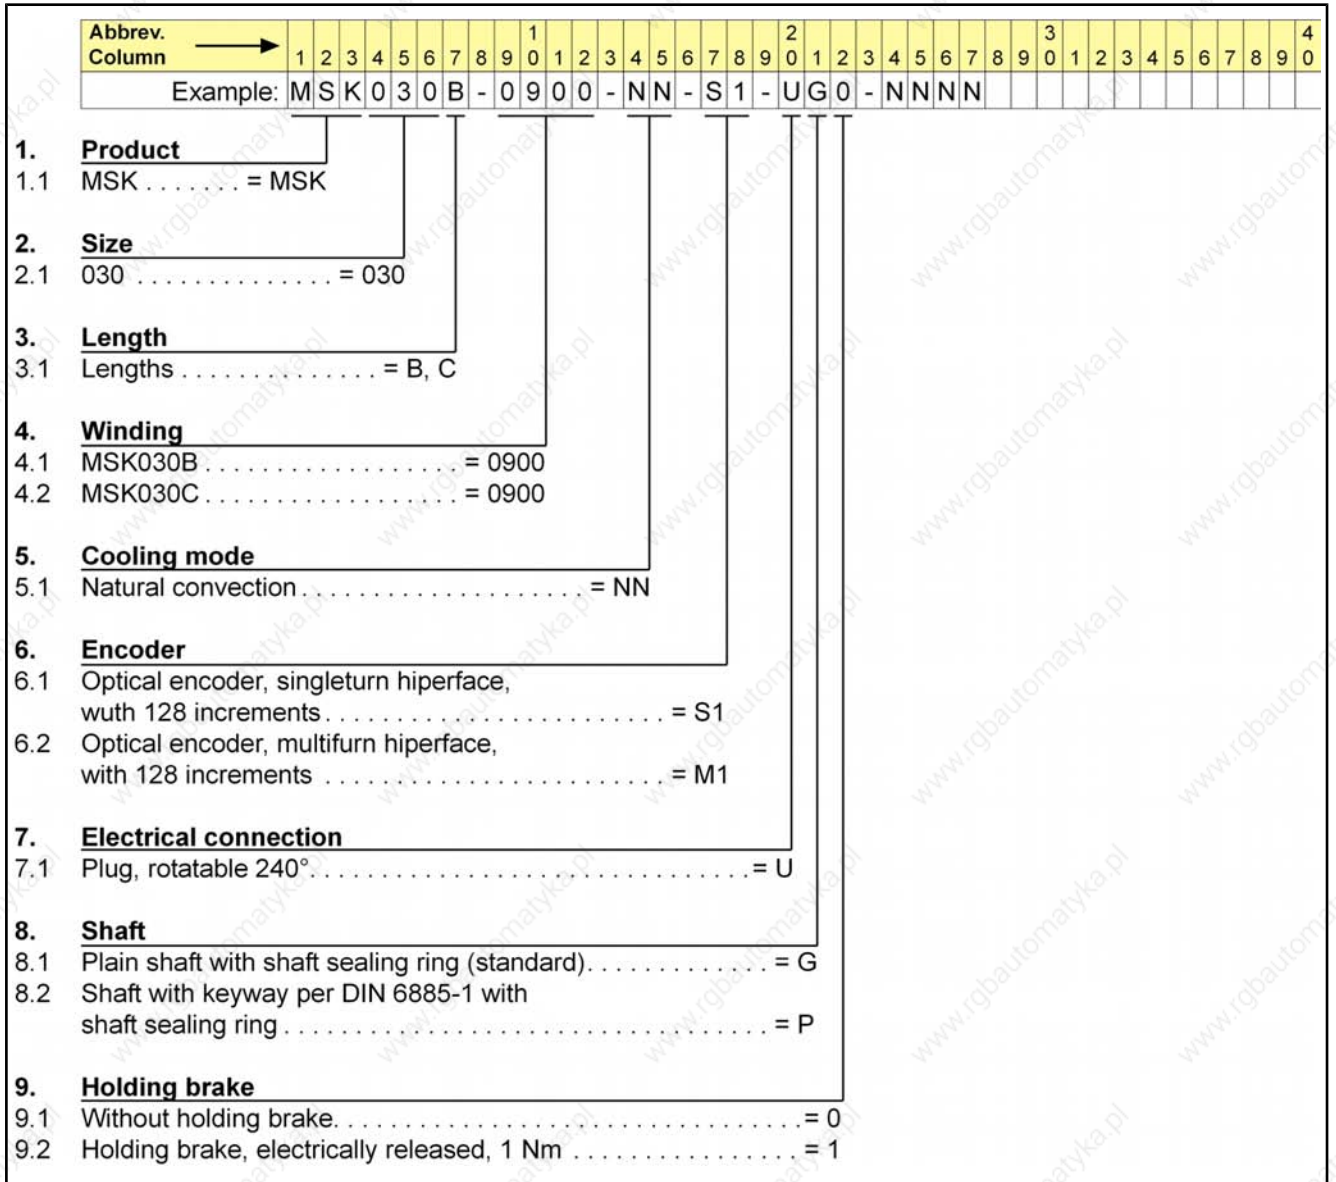 Abbrev. 1 2 3 4
Column 1 2 3 4 5 6 7 8 9 0 1 2 3 4 5 6 7 8 9 0 1 2 3 4 5 6 7 8 9 0 1 2 3 4 5 6 7 8 9 0
Example: M S K 0 3 0 B - 0 9 0 0 - N N - S 1 - U G 0 - N N N N
1. Product
1.1 MSK . . . . . . . = MSK
2. Size
2.1 030 . . . . . . . . . . . . . . = 030
3. Length
3.1 Lengths . . . . . . . . . . . . . . = B, C
4. Winding
4.1 MSK030B . . . . . . . . . . . . . . . . . . . = 0900
4.2 MSK030C . . . . . . . . . . . . . . . . . . . = 0900
5. Cooling mode
5.1 Natural convection . . . . . . . . . . . . . . . . . . . . . = NN
6. Encoder
6.1 Optical encoder, singleturn hiperface,
wuth 128 increments . . . . . . . . . . . . . . . . . . . . . . . . . = S1
6.2 Optical encoder, multifurn hiperface,
with 128 increments . . . . . . . . . . . . . . . . . . . . . . . . . = M1
7. Electrical connection
7.1 Plug, rotatable 240°. . . . . . . . . . . . . . . . . . . . . . . . . . . . . . . . = U
8. Shaft
8.1 Plain shaft with shaft sealing ring (standard). . . . . . . . . . . . . . = G
8.2 Shaft with keyway per DIN 6885-1 with
shaft sealing ring . . . . . . . . . . . . . . . . . . . . . . . . . . . . . . . . . . . . = P
9. Holding brake
9.1 Without holding brake. . . . . . . . . . . . . . . . . . . . . . . . . . . . . . . . . . . = 0
9.2 Holding brake, electrically released, 1 Nm . . . . . . . . . . . . . . . . . = 1
www.rgbautomatyka.pl